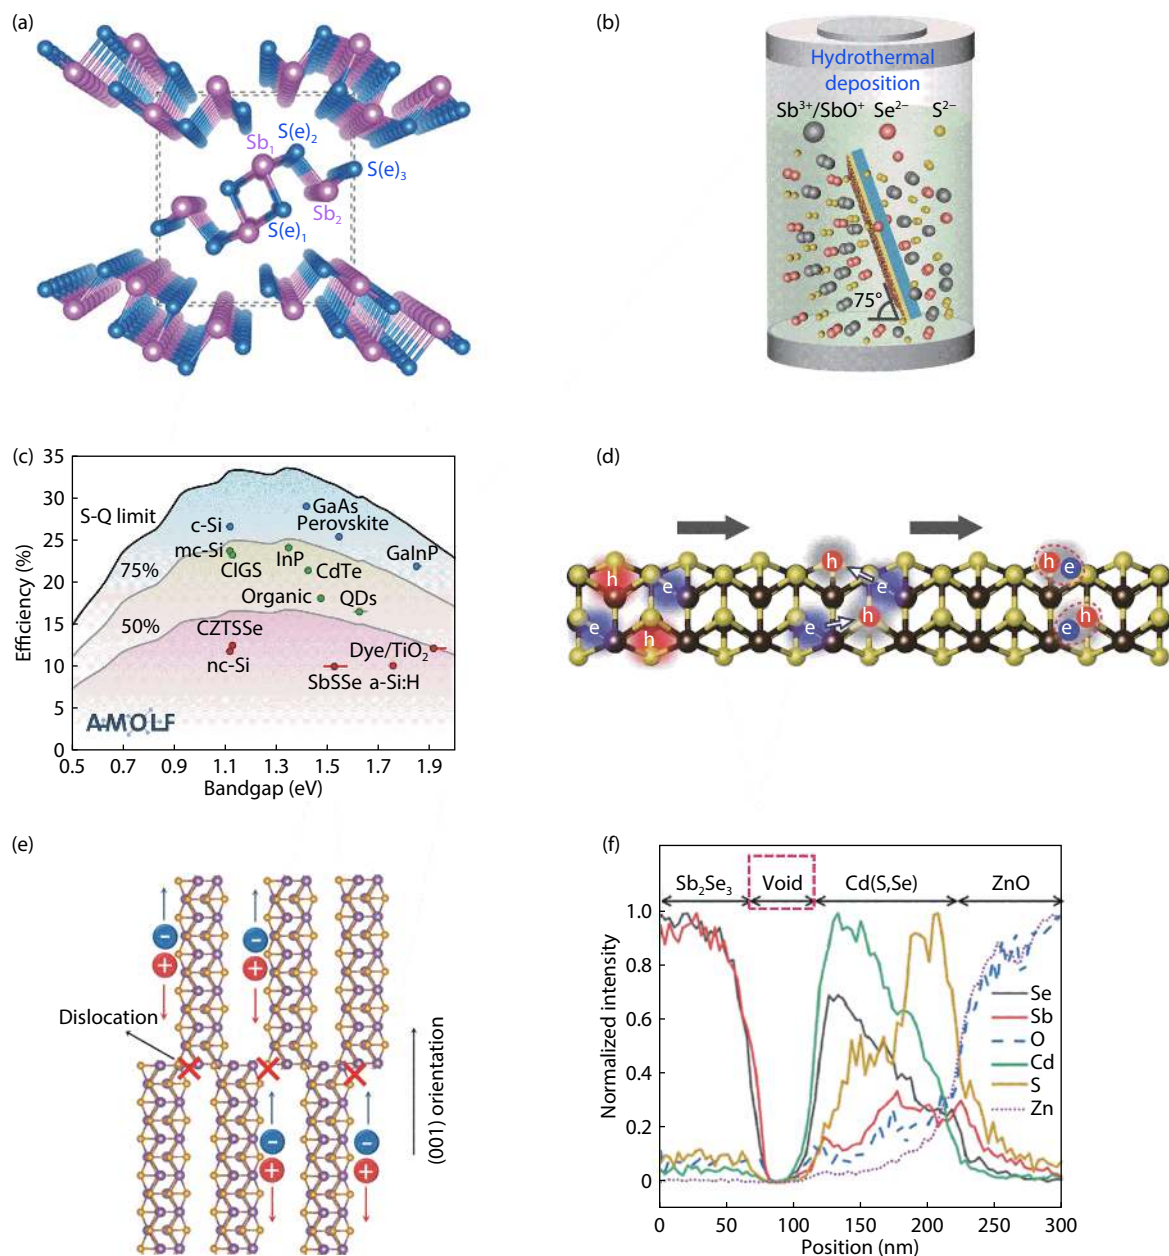 (a)
Sb₁
S(e)₂
S(e)₃
Sb₂
S(e)₁
(b)
Hydrothermal
deposition
Sb³⁺/SbO⁺ Se²⁻ S²⁻
75°
(c)
35
30
25
20
15
10
5
0
Efficiency (%)
S-Q limit
75%
50%
c-Si
mc-Si
CIGS
GaAs
Perovskite
InP
CdTe
GaInP
Organic
QDs
CZTSSe
nc-Si
Dye/TiO₂
SbSSe a-Si:H
AMOLF
0.5 0.7 0.9 1.1 1.3 1.5 1.7 1.9
Bandgap (eV)
(d)
h e h e h e
e h e h h e
(e)
− −
+ +
Dislocation
− −
+ +
(001) orientation
(f)
Sb₂Se₃ Void Cd(S,Se) ZnO
1.0
0.8
0.6
0.4
0.2
0
Normalized intensity
Se
Sb
O
Cd
S
Zn
0 50 100 150 200 250 300
Position (nm)